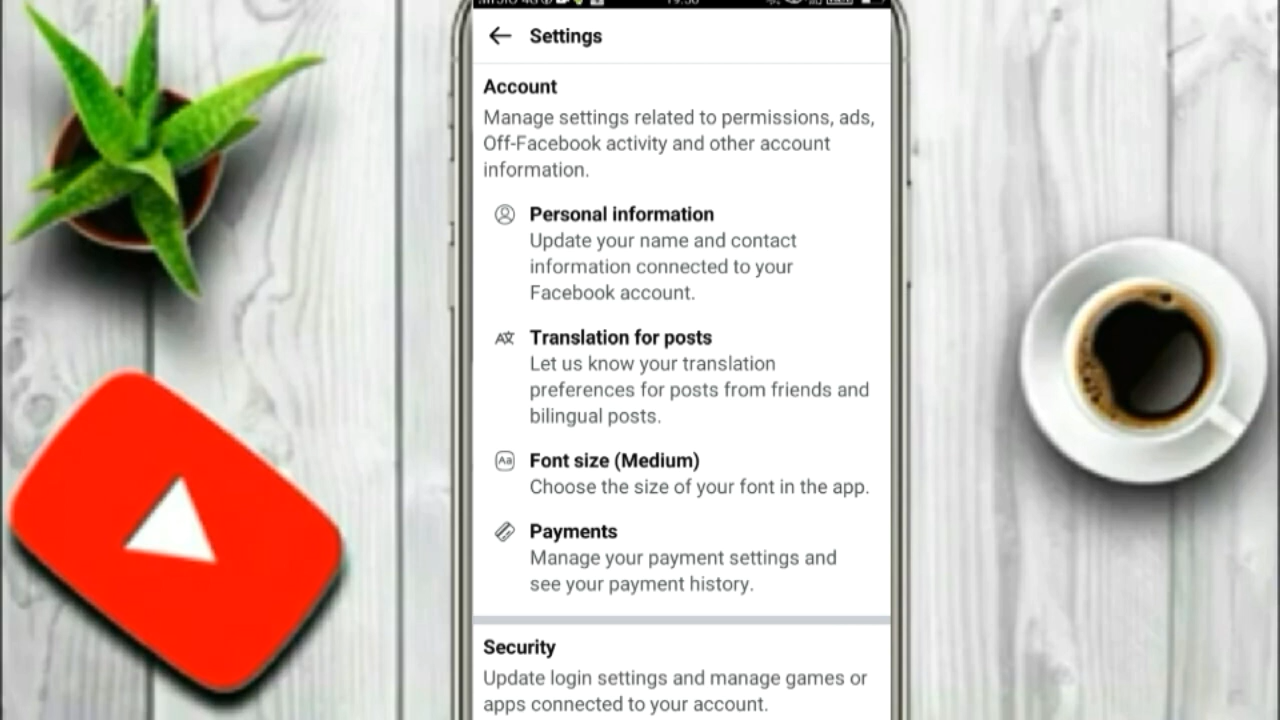 Settings
Account
Manage settings related to permissions, ads,
Off-Facebook activity and other account
information.
Personal information
Update your name and contact
information connected to your
Facebook account.
Translation for posts
Let us know your translation
preferences for posts from friends and
bilingual posts.
Aa
Font size (Medium)
Choose the size of your font in the app.
Payments
Manage your payment settings and
see your payment history.
Security
Update login settings and manage games or
apps connected to your account.